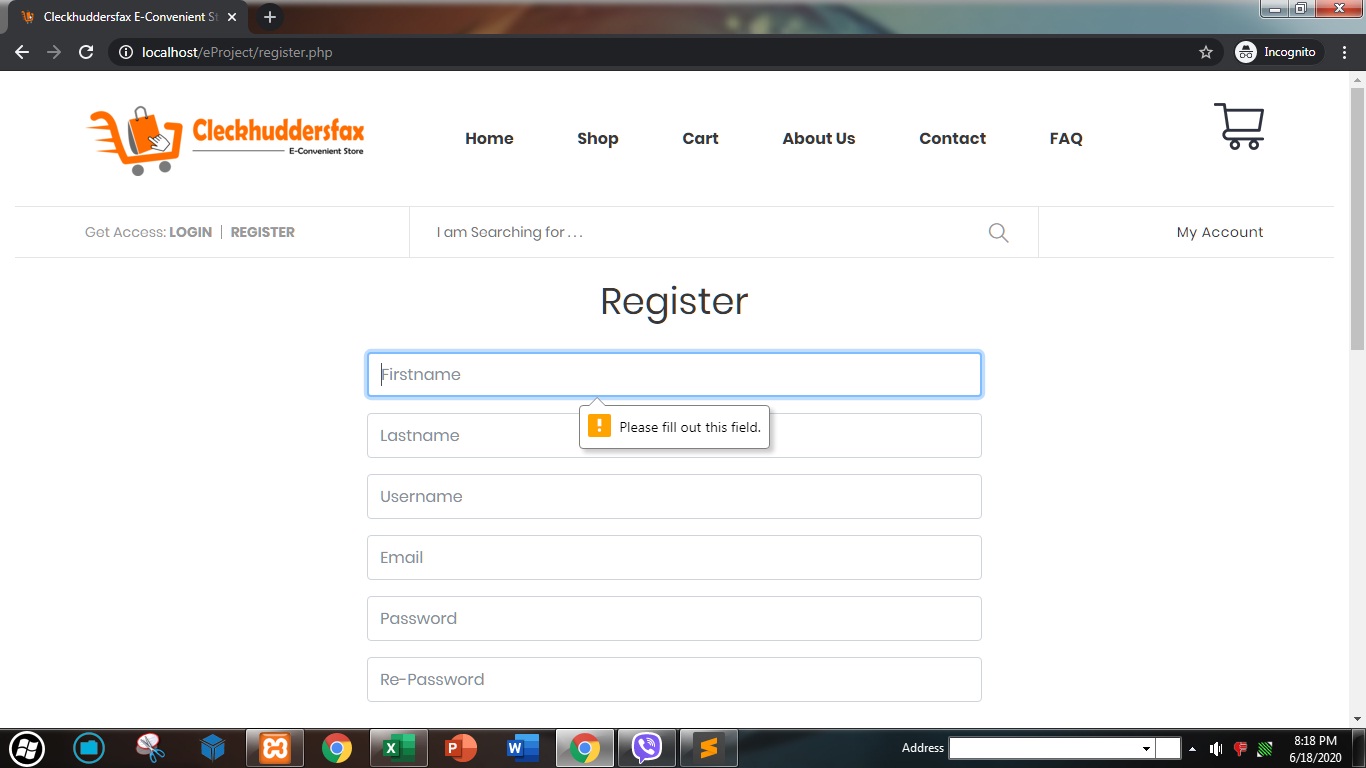 Cleckhuddersfax E-Convenient St
localhost/eProject/register.php
Incognito
Cleckhuddersfax
E-Convenient Store
Home Shop Cart About Us Contact FAQ
Get Access: LOGIN | REGISTER
I am Searching for . . .
My Account
Register
Firstname
Please fill out this field.
Lastname
Username
Email
Password
Re-Password
Address
8:18 PM
6/18/2020